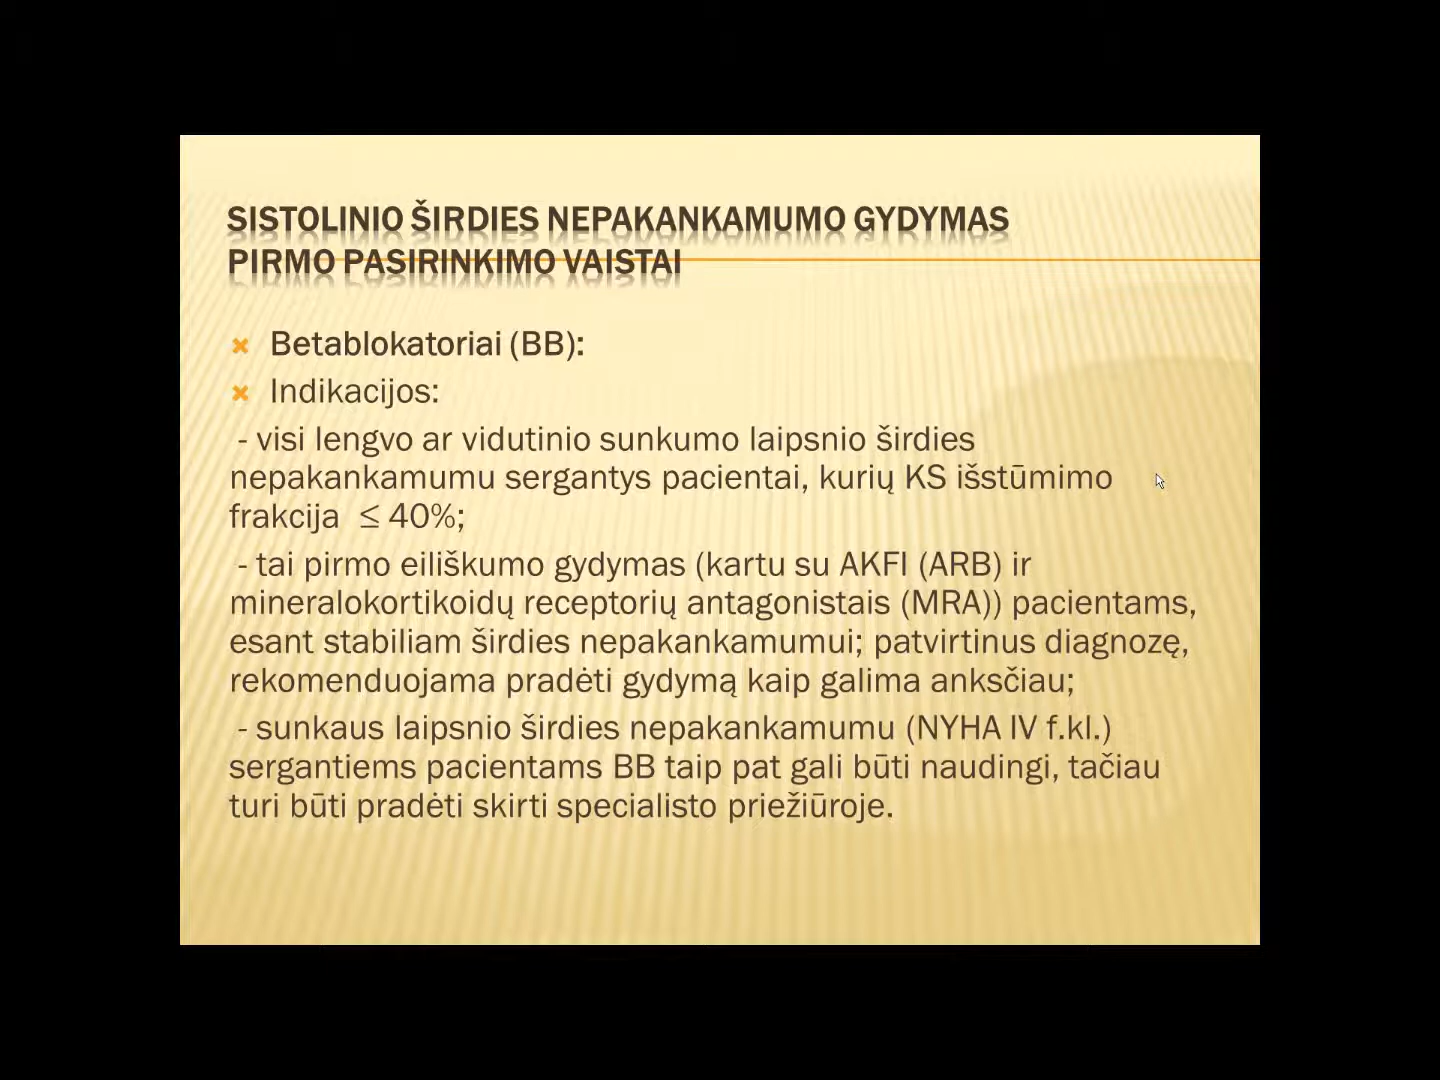 SISTOLINIO ŠIRDIES NEPAKANKAMUMO GYDYMAS
PIRMO PASIRINKIMO VAISTAI
Betablokatoriai (BB):
Indikacijos:
- visi lengvo ar vidutinio sunkumo laipsnio širdies
nepakankamumu sergantys pacientai, kurių KS išstūmimo
frakcija ≤ 40%;
- tai pirmo eiliškumo gydymas (kartu su AKFI (ARB) ir
mineralokortikoidų receptorių antagonistais (MRA)) pacientams,
esant stabiliam širdies nepakankamumui; patvirtinus diagnozę,
rekomenduojama pradėti gydymą kaip galima anksčiau;
- sunkaus laipsnio širdies nepakankamumu (NYHA IV f.kl.)
sergantiems pacientams BB taip pat gali būti naudingi, tačiau
turi būti pradėti skirti specialisto priežiūroje.